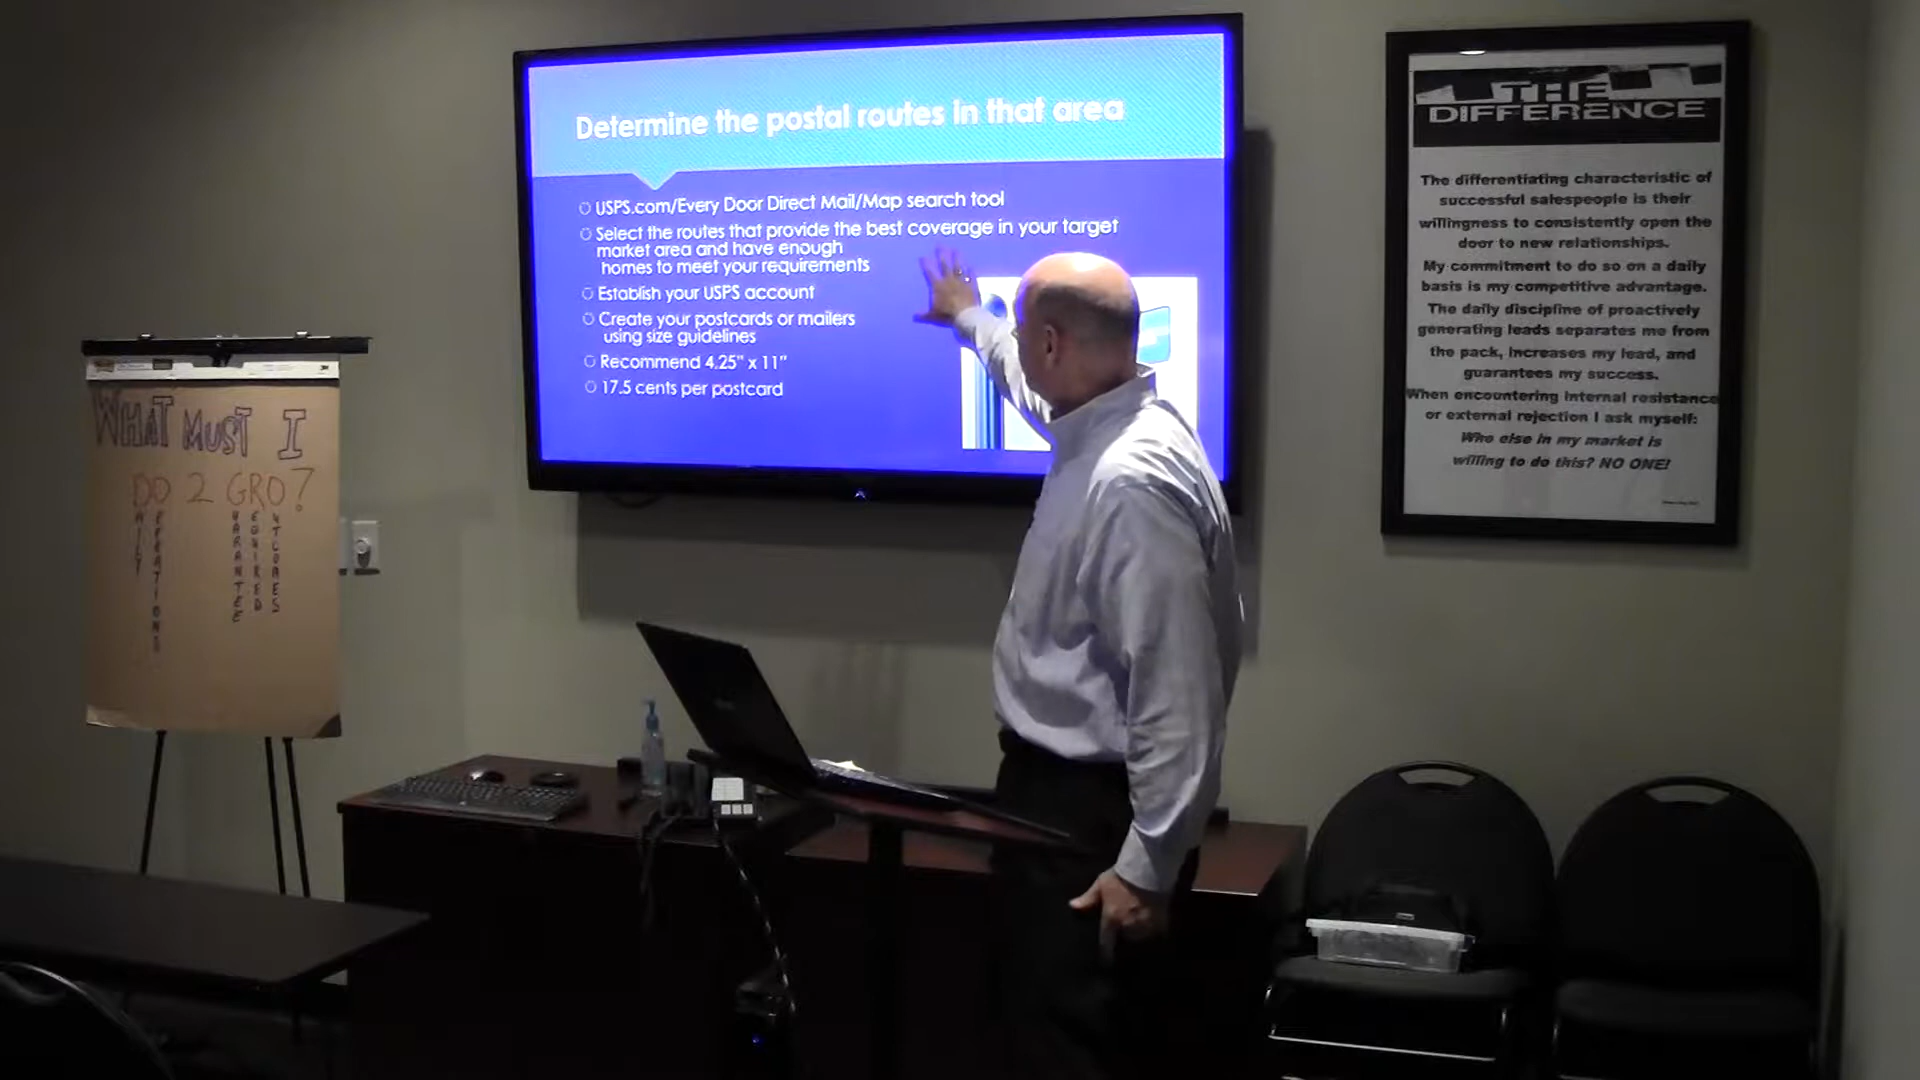 Determine the postal routes in that area
USPS.com/Every Door Direct Mail/Map search tool
Select the routes that provide the best coverage in your target
market area and have enough
homes to meet your requirements
Establish your USPS account
Create your postcards or mailers
using size guidelines
Recommend 4.25" x 11"
17.5 cents per postcard
WHAT MUST I
DO 2 GRO?
AILY
PERATIONS
UARANTEE
EQUIRED
UTCOMES
THE
DIFFERENCE
The differentiating characteristic of
successful salespeople is their
willingness to consistently open the
door to new relationships.
My commitment to do so on a daily
basis is my competitive advantage.
The daily discipline of proactively
generating leads separates me from
the pack, increases my lead, and
guarantees my success.
When encountering internal resistance
or external rejection I ask myself:
Who else in my market is
willing to do this? NO ONE!